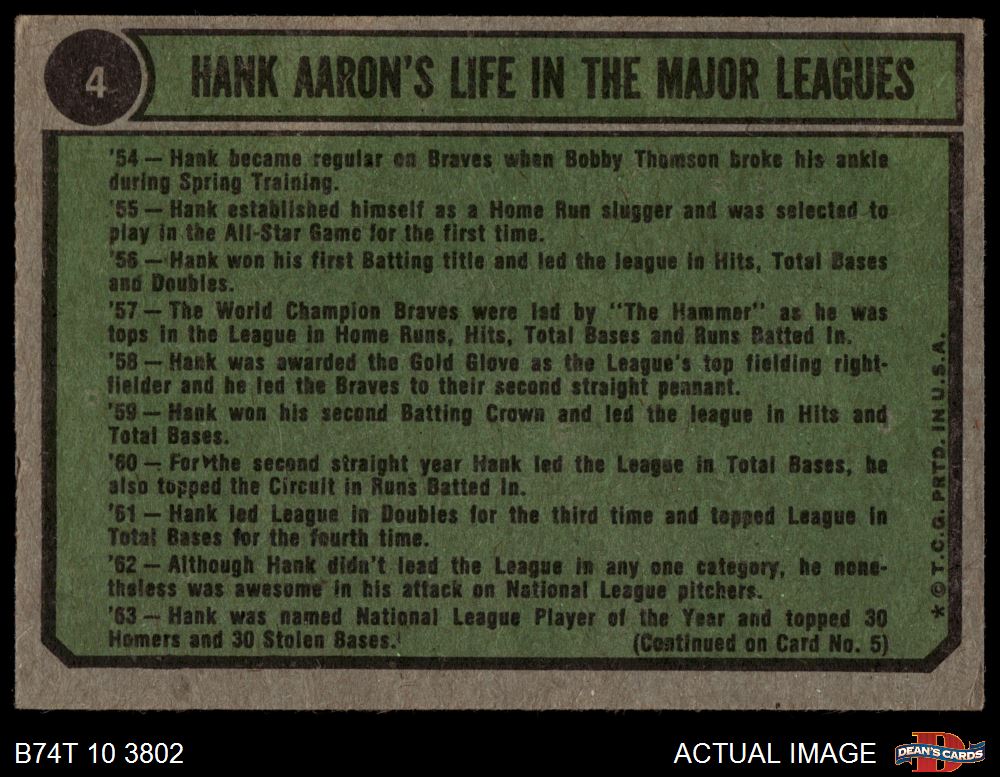 4
HANK AARON'S LIFE IN THE MAJOR LEAGUES
'54 — Hank became regular on Braves when Bobby Thomson broke his ankle
during Spring Training.
'55 — Hank established himself as a Home Run slugger and was selected to
play in the All-Star Game for the first time.
'56 — Hank won his first Batting title and led the league in Hits, Total Bases
and Doubles.
'57 — The World Champion Braves were led by "The Hammer" as he was
tops in the League in Home Runs, Hits, Total Bases and Runs Batted In.
'58 — Hank was awarded the Gold Glove as the League's top fielding right-
fielder and he led the Braves to their second straight pennant.
'59 — Hank won his second Batting Crown and led the league in Hits and
Total Bases.
'60 — For the second straight year Hank led the League in Total Bases, he
also topped the Circuit in Runs Batted In.
'61 — Hank led League in Doubles for the third time and topped League in
Total Bases for the fourth time.
'62 — Although Hank didn't lead the League in any one category, he none-
theless was awesome in his attack on National League pitchers.
'63 — Hank was named National League Player of the Year and topped 30
Homers and 30 Stolen Bases. (Continued on Card No. 5)
* © T.C.G. PRTD. IN U.S.A.
B74T 10 3802
ACTUAL IMAGE
D
DEAN'S CARDS